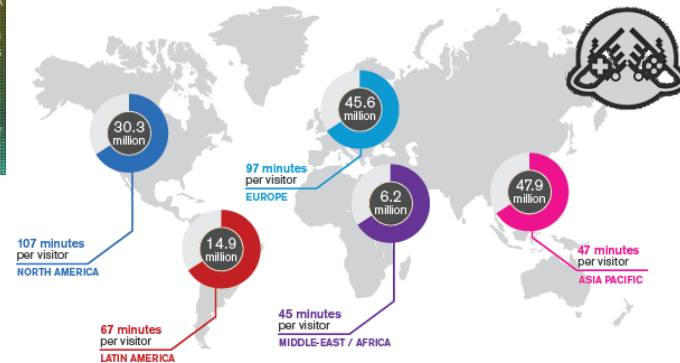 30.3
million
107 minutes
per visitor
NORTH AMERICA
14.9
million
67 minutes
per visitor
LATIN AMERICA
45.6
million
97 minutes
per visitor
EUROPE
6.2
million
45 minutes
per visitor
MIDDLE-EAST / AFRICA
47.9
million
47 minutes
per visitor
ASIA PACIFIC